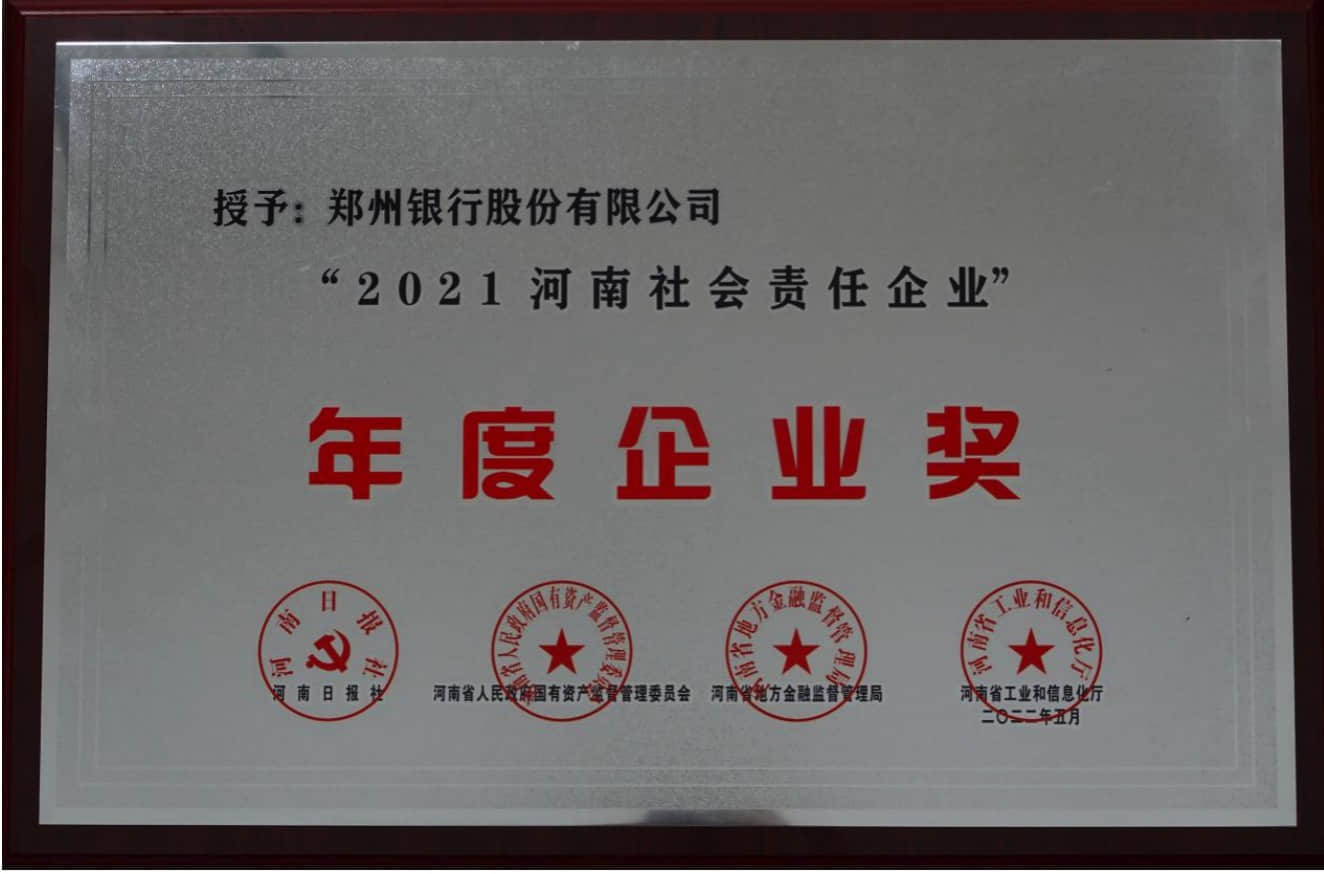 授予：郑州银行股份有限公司
“2021河南社会责任企业”
年度企业奖
河南日报社
河南省人民政府国有资产监督管理委员会
河南省地方金融监督管理局
河南省工业和信息化厅
河南日报社 河南省人民政府国有资产监督管理委员会 河南省地方金融监督管理局 河南省工业和信息化厅
二〇二二年五月